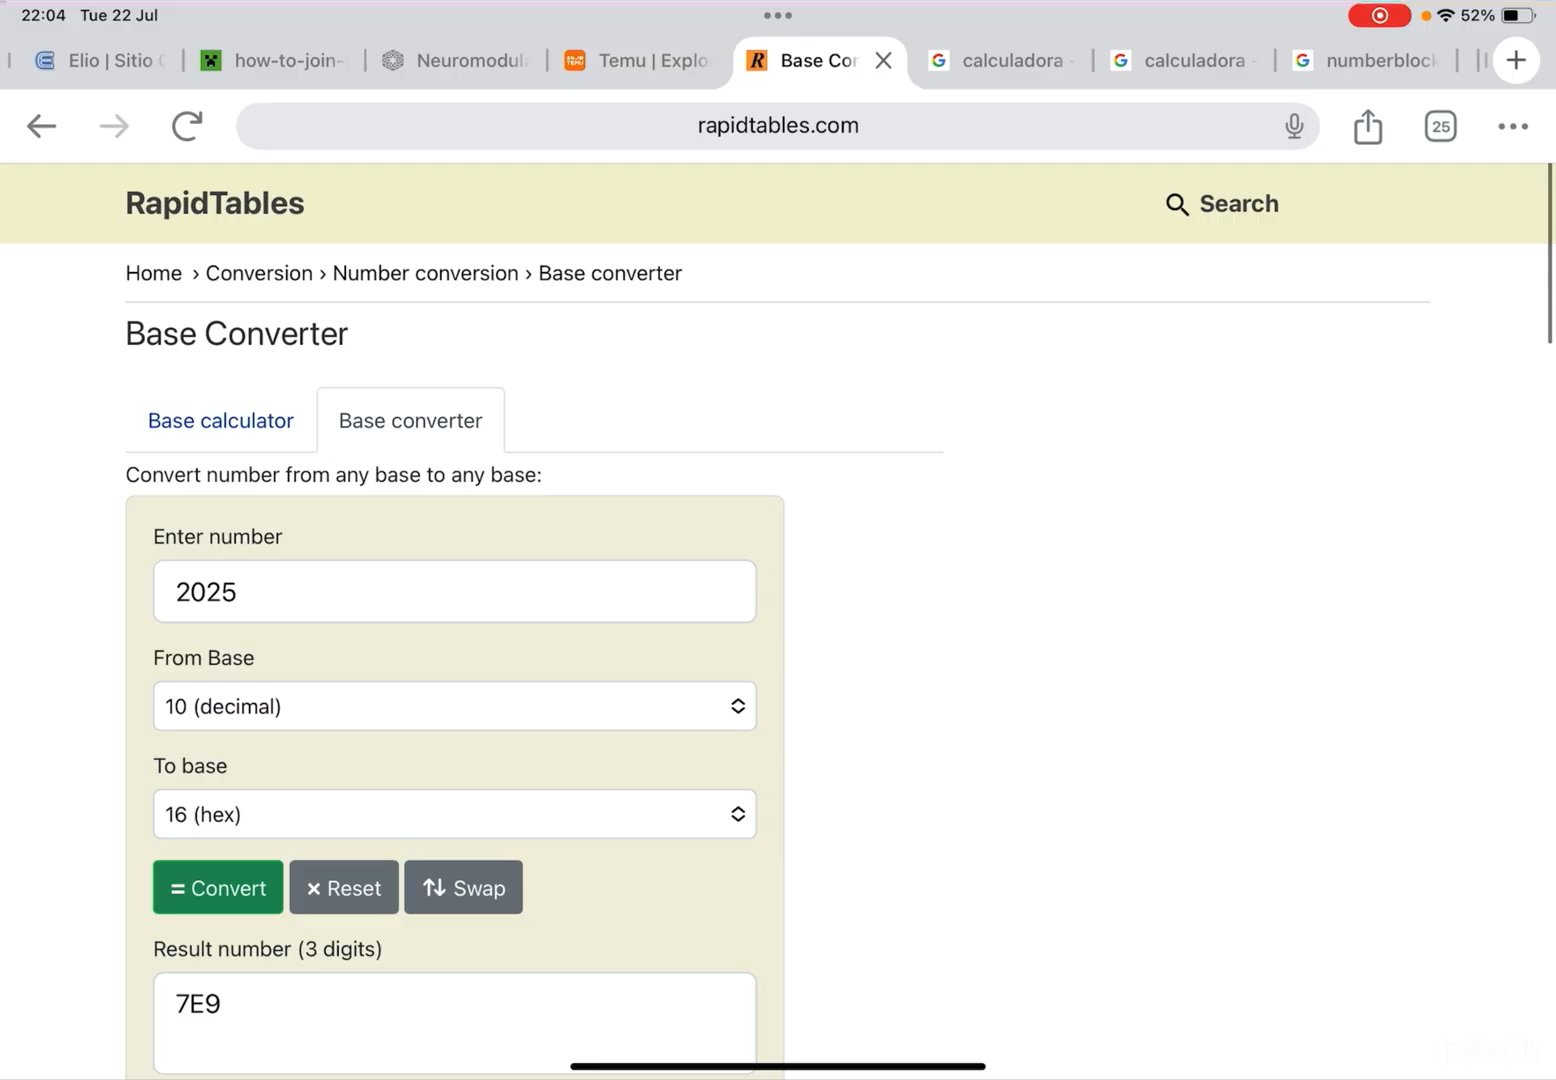 22:04 Tue 22 Jul
52%
Elio | Sitio
how-to-join-
Neuromodul
Temu | Explo
Base Cor
calculadora -
calculadora -
numberblock
rapidtables.com
25
RapidTables
Search
Home › Conversion › Number conversion › Base converter
Base Converter
Base calculator
Base converter
Convert number from any base to any base:
Enter number
2025
From Base
10 (decimal)
To base
16 (hex)
= Convert
× Reset
Swap
Result number (3 digits)
7E9